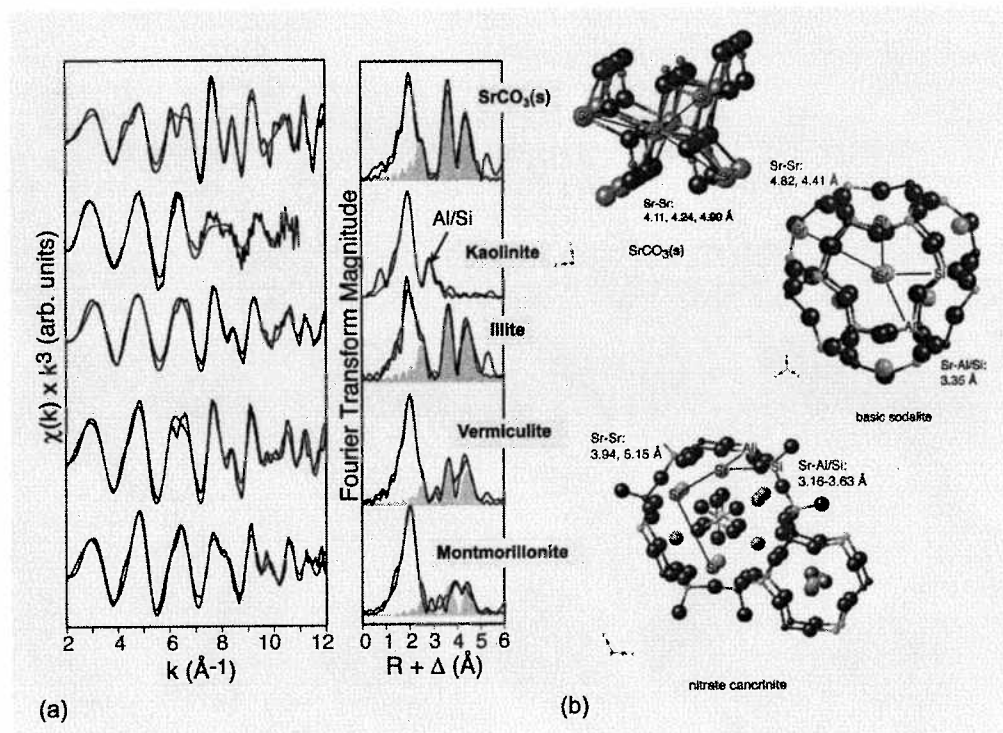 χ(k) x k³ (arb. units)
2 4 6 8 10 12
k (Å⁻¹)
(a)
Fourier Transform Magnitude
SrCO₃(s)
Al/Si
Kaolinite
Illite
Vermiculite
Montmorillonite
0 1 2 3 4 5 6
R + Δ (Å)
Sr-Sr:
4.11, 4.24, 4.90 Å
SrCO₃(s)
Sr-Sr:
4.82, 4.41 Å
Sr-Al/Si:
3.35 Å
basic sodalite
Sr-Sr:
3.94, 5.15 Å
Sr-Al/Si:
3.16-3.63 Å
nitrate cancrinite
(b)